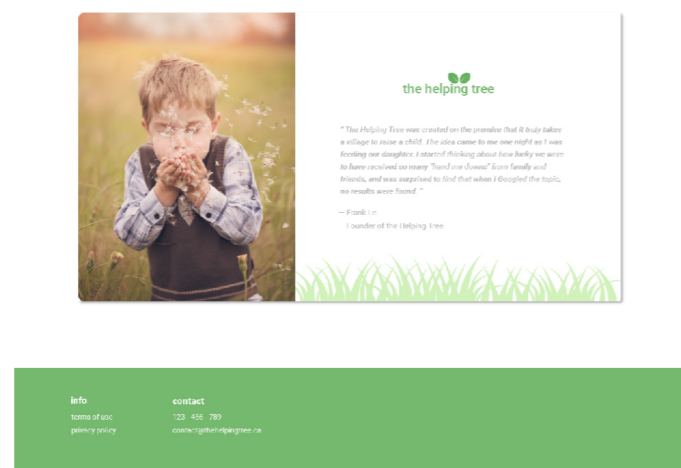 the helping tree
" The Helping Tree was created on the premise that it truly takes
a village to raise a child. The idea came to me one night as I was
feeding our daughter. I started thinking about how lucky we were
to have received so many "hand me downs" from family and
friends, and was surprised to find that when I Googled the topic,
no results were found. "
— Frank
Founder of the Helping Tree
info
contact
terms of use
123 - 456 - 789
privacy policy
contact@thehelpingtree.ca